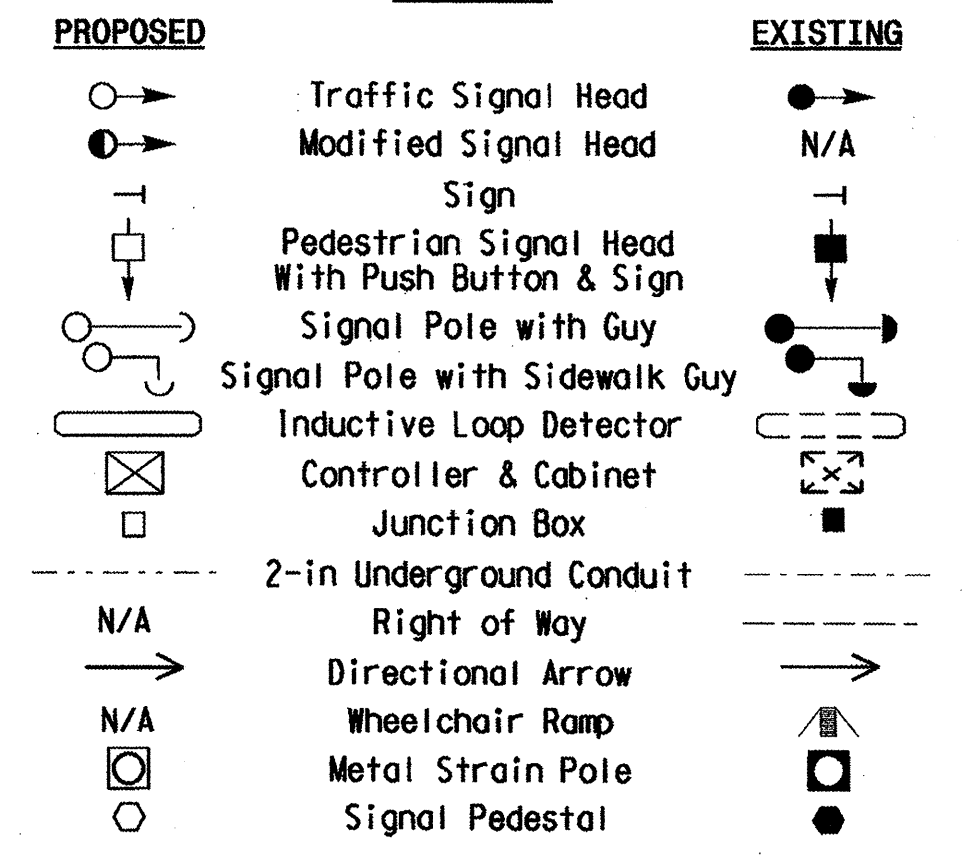 PROPOSED EXISTING
Traffic Signal Head
Modified Signal Head N/A
Sign
Pedestrian Signal Head
With Push Button & Sign
Signal Pole with Guy
Signal Pole with Sidewalk Guy
Inductive Loop Detector
Controller & Cabinet
Junction Box
2-in Underground Conduit
N/A Right of Way
Directional Arrow
N/A Wheelchair Ramp
Metal Strain Pole
Signal Pedestal